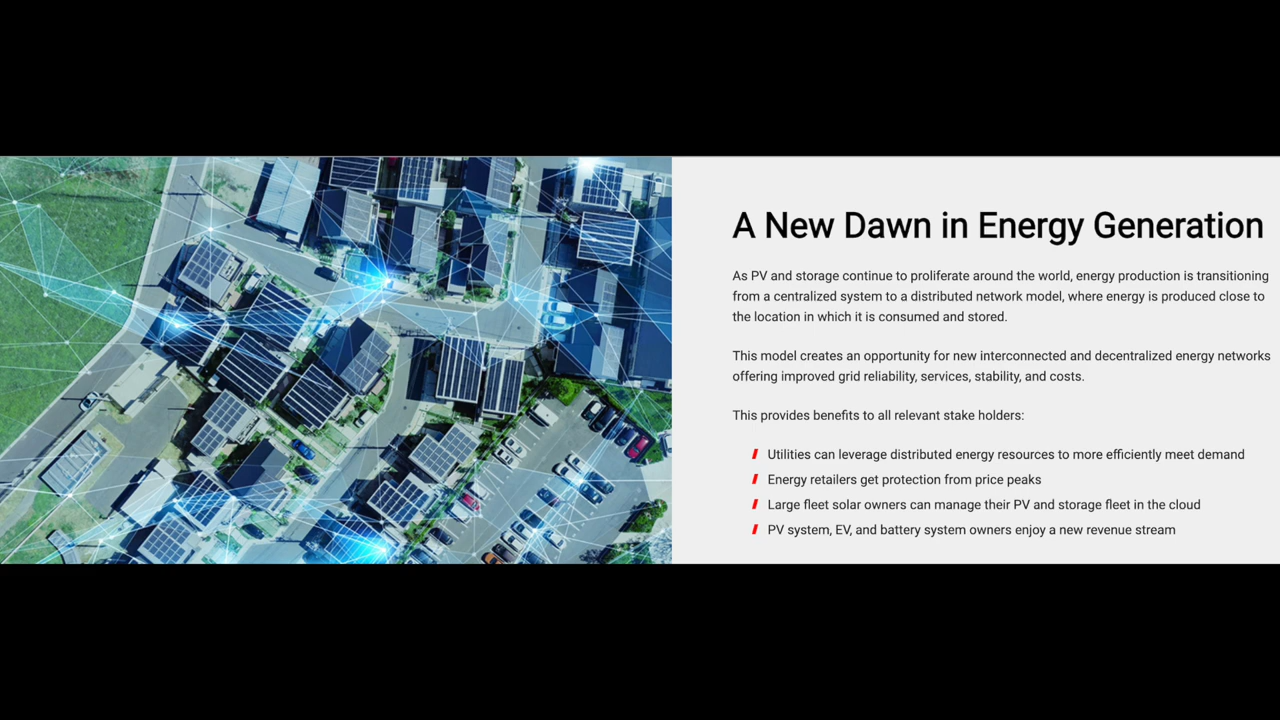 A New Dawn in Energy Generation
As PV and storage continue to proliferate around the world, energy production is transitioning
from a centralized system to a distributed network model, where energy is produced close to
the location in which it is consumed and stored.
This model creates an opportunity for new interconnected and decentralized energy networks
offering improved grid reliability, services, stability, and costs.
This provides benefits to all relevant stake holders:
Utilities can leverage distributed energy resources to more efficiently meet demand
Energy retailers get protection from price peaks
Large fleet solar owners can manage their PV and storage fleet in the cloud
PV system, EV, and battery system owners enjoy a new revenue stream